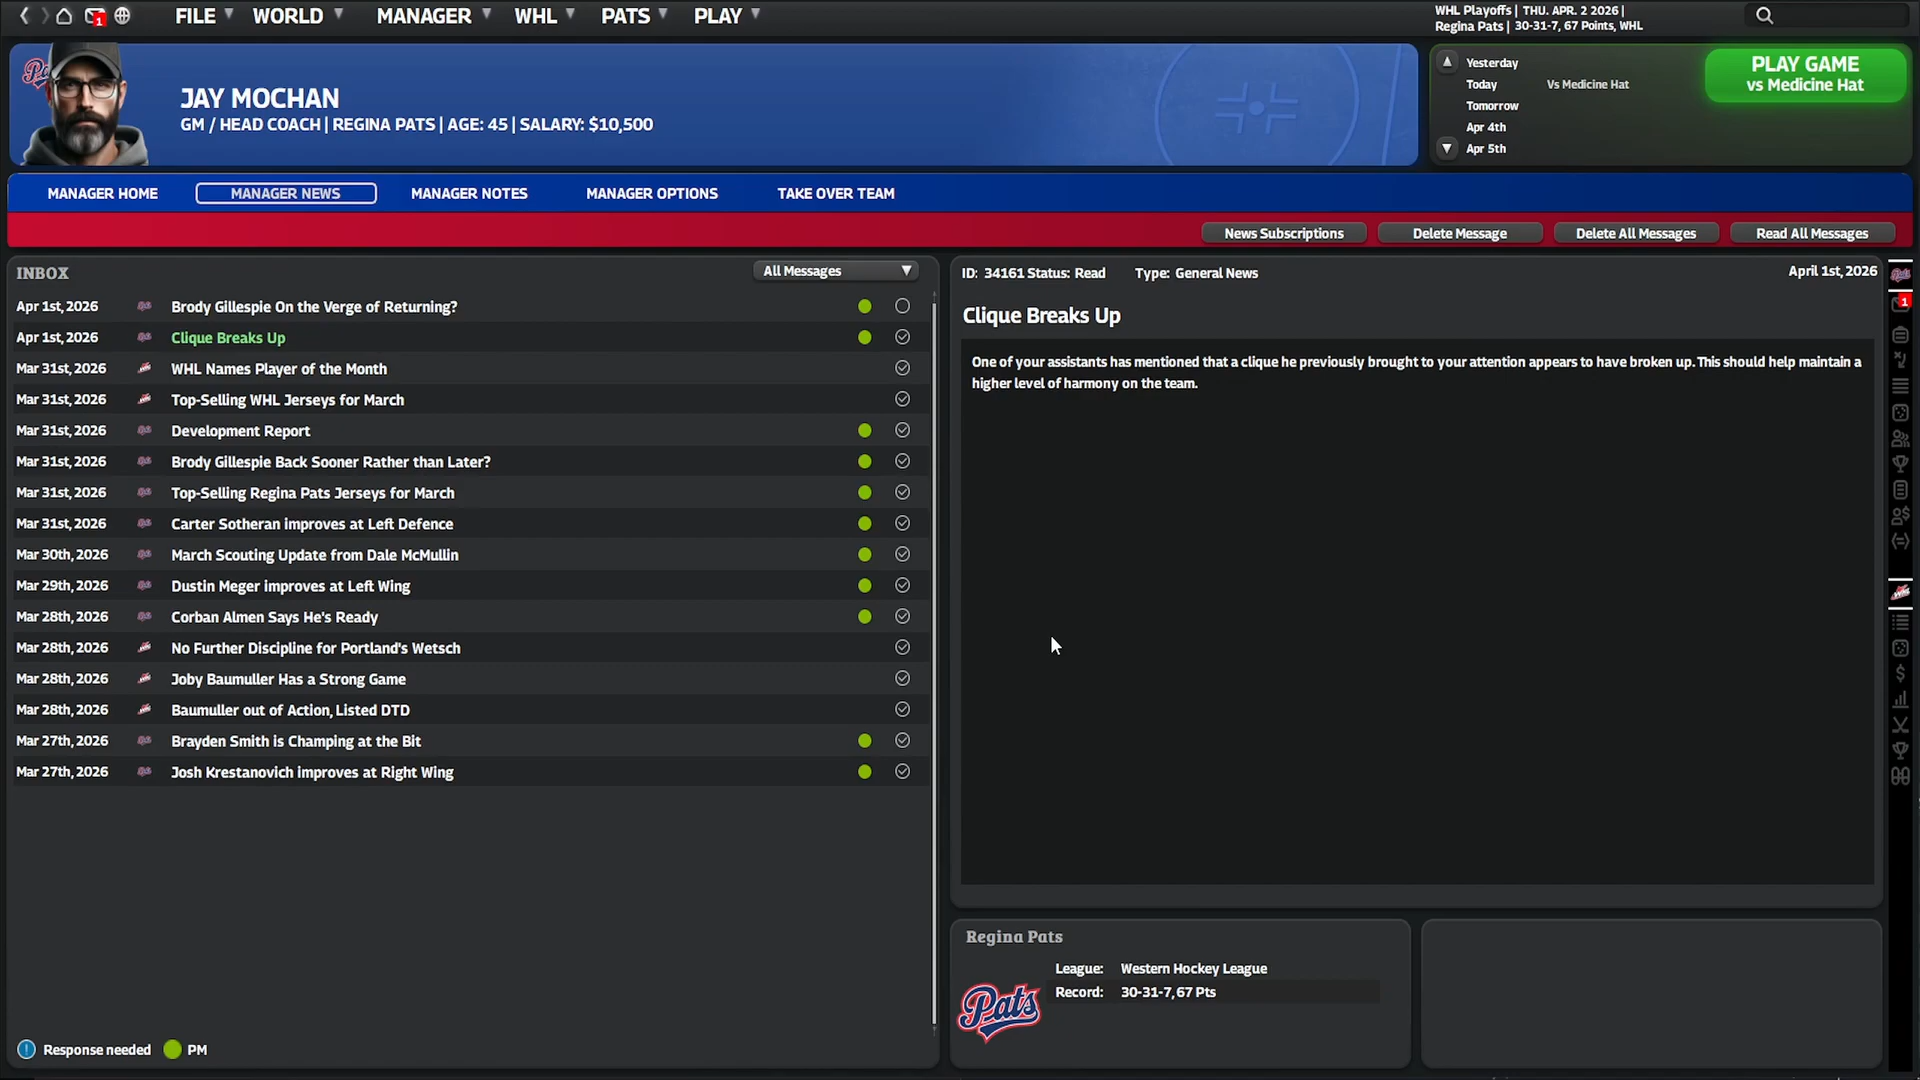 1
FILE
WORLD
MANAGER
WHL
PATS
PLAY
WHL Playoffs | THU. APR. 2 2026 |
Regina Pats | 30-31-7, 67 Points, WHL
JAY MOCHAN
GM / HEAD COACH | REGINA PATS | AGE: 45 | SALARY: $10,500
Yesterday
Today Vs Medicine Hat
Tomorrow
Apr 4th
Apr 5th
PLAY GAME
vs Medicine Hat
MANAGER HOME
MANAGER NEWS
MANAGER NOTES
MANAGER OPTIONS
TAKE OVER TEAM
News Subscriptions
Delete Message
Delete All Messages
Read All Messages
INBOX
All Messages
Apr 1st, 2026 Brody Gillespie On the Verge of Returning?
Apr 1st, 2026 Clique Breaks Up
Mar 31st, 2026 WHL Names Player of the Month
Mar 31st, 2026 Top-Selling WHL Jerseys for March
Mar 31st, 2026 Development Report
Mar 31st, 2026 Brody Gillespie Back Sooner Rather than Later?
Mar 31st, 2026 Top-Selling Regina Pats Jerseys for March
Mar 31st, 2026 Carter Sotheran improves at Left Defence
Mar 30th, 2026 March Scouting Update from Dale McMullin
Mar 29th, 2026 Dustin Meger improves at Left Wing
Mar 28th, 2026 Corban Almen Says He's Ready
Mar 28th, 2026 No Further Discipline for Portland's Wetsch
Mar 28th, 2026 Joby Baumuller Has a Strong Game
Mar 28th, 2026 Baumuller out of Action, Listed DTD
Mar 27th, 2026 Brayden Smith is Champing at the Bit
Mar 27th, 2026 Josh Krestanovich improves at Right Wing
Response needed
PM
ID: 34161 Status: Read Type: General News
April 1st, 2026
Clique Breaks Up
One of your assistants has mentioned that a clique he previously brought to your attention appears to have broken up. This should help maintain a
higher level of harmony on the team.
Regina Pats
Pats
League: Western Hockey League
Record: 30-31-7, 67 Pts
1